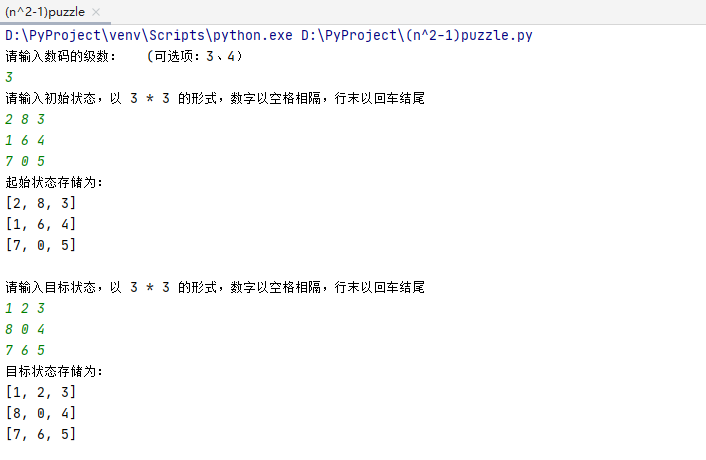 (n^2-1)puzzle ×
D:\PyProject\venv\Scripts\python.exe D:\PyProject\(n^2-1)puzzle.py
请输入数码的级数： （可选项：3、4）
3
请输入初始状态，以 3 * 3 的形式，数字以空格相隔，行末以回车结尾
2 8 3
1 6 4
7 0 5
起始状态存储为：
[2, 8, 3]
[1, 6, 4]
[7, 0, 5]
请输入目标状态，以 3 * 3 的形式，数字以空格相隔，行末以回车结尾
1 2 3
8 0 4
7 6 5
目标状态存储为：
[1, 2, 3]
[8, 0, 4]
[7, 6, 5]